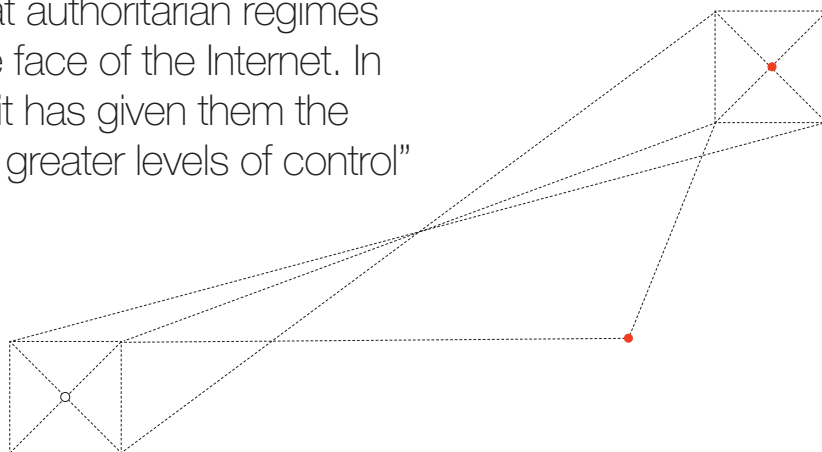 at authoritarian regimes
face of the Internet. In
it has given them the
greater levels of control”